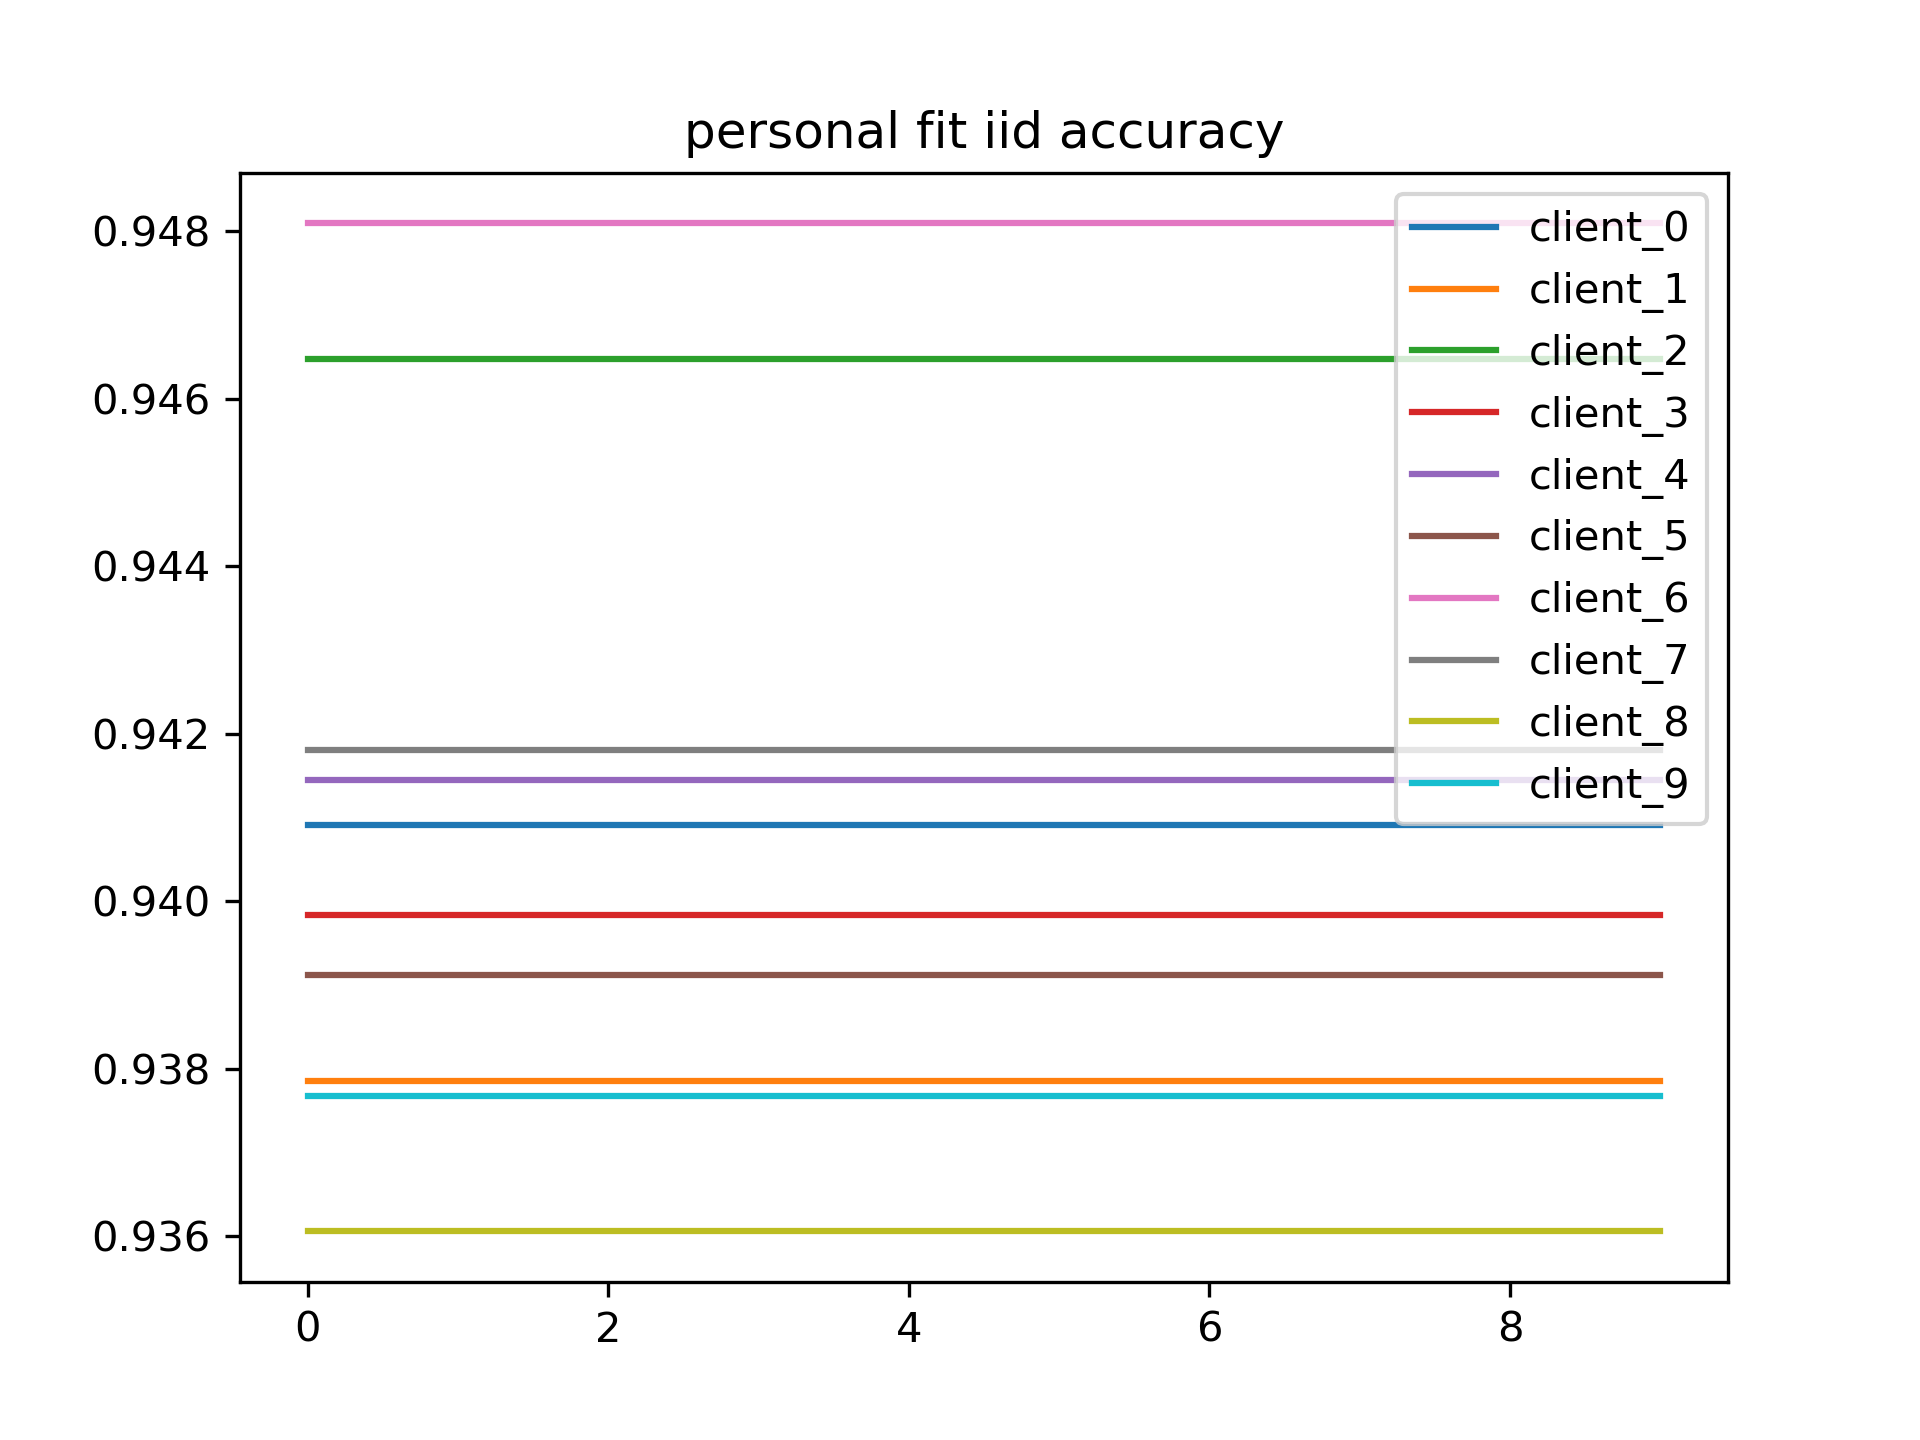 personal fit iid accuracy
0.948
0.946
0.944
0.942
0.940
0.938
0.936
client_0
client_1
client_2
client_3
client_4
client_5
client_6
client_7
client_8
client_9
0 2 4 6 8